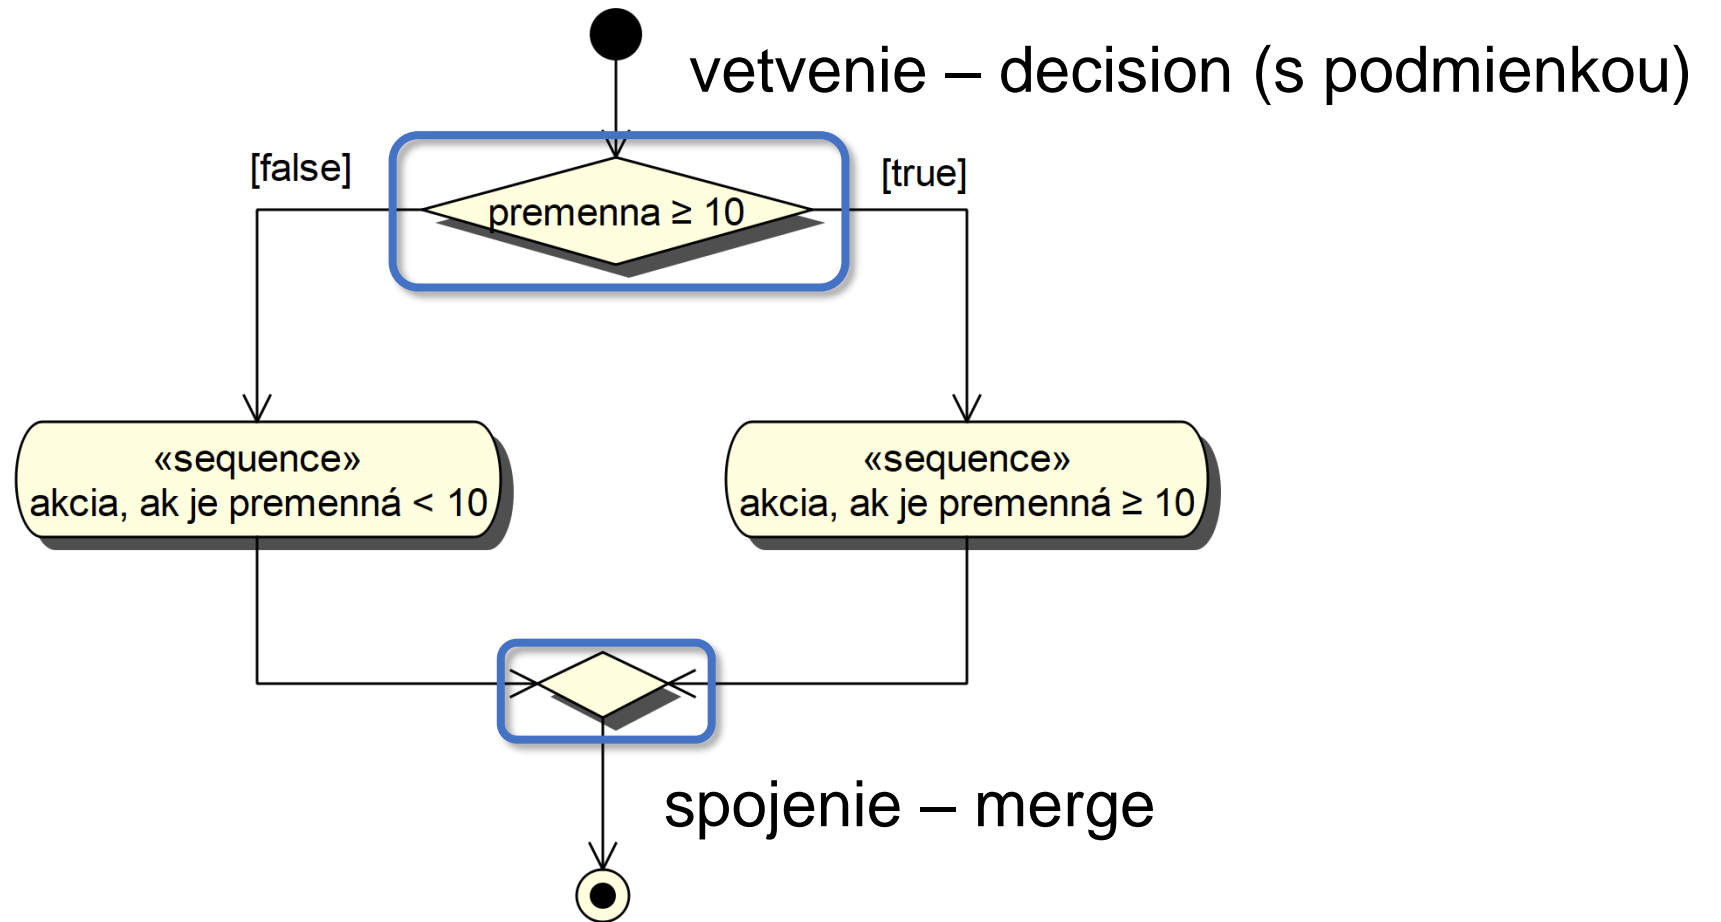 vetvenie – decision (s podmienkou)
[false]
[true]
premenna ≥ 10
«sequence»
akcia, ak je premenná < 10
«sequence»
akcia, ak je premenná ≥ 10
spojenie – merge